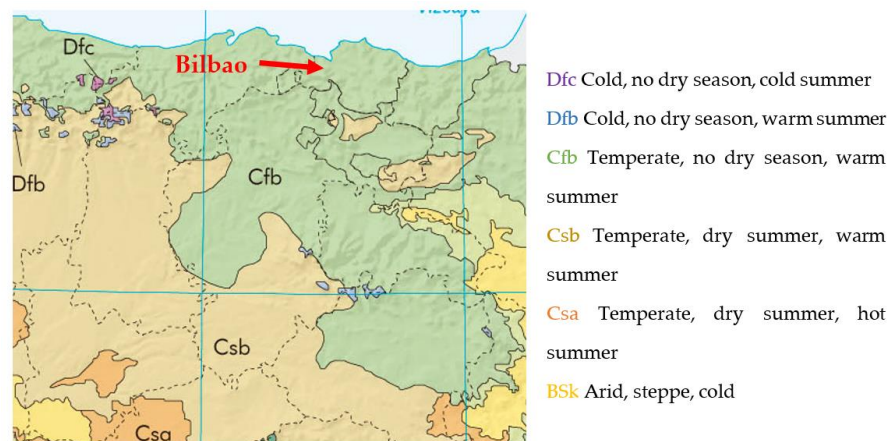 Vizcaya
Dfc
Bilbao
Cfb
Dfb
Csb
Csa
Dfc Cold, no dry season, cold summer
Dfb Cold, no dry season, warm summer
Cfb Temperate, no dry season, warm
summer
Csb Temperate, dry summer, warm
summer
Csa Temperate, dry summer, hot
summer
BSk Arid, steppe, cold